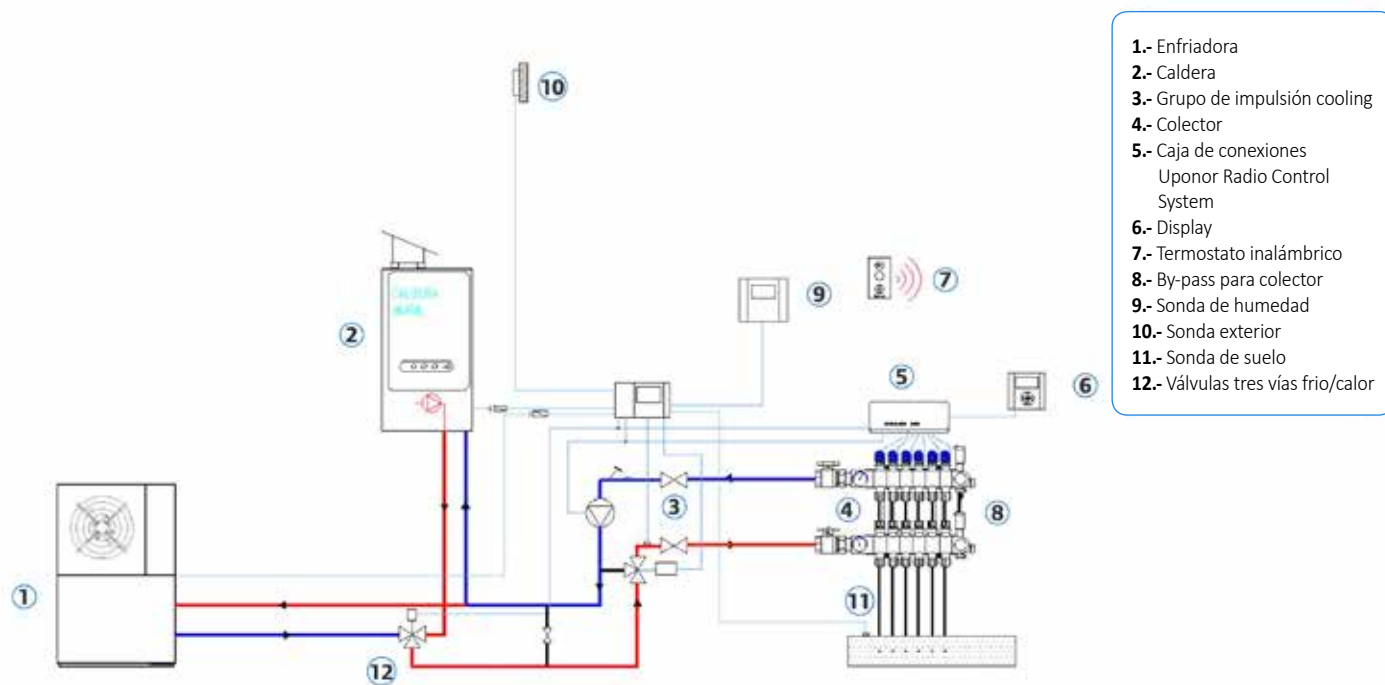 1.- Enfriadora
2.- Caldera
3.- Grupo de impulsión cooling
4.- Colector
5.- Caja de conexiones
Uponor Radio Control
System
6.- Display
7.- Termostato inalámbrico
8.- By-pass para colector
9.- Sonda de humedad
10.- Sonda exterior
11.- Sonda de suelo
12.- Válvulas tres vías frio/calor
10
CALDERA
2
9
7
5
6
3
4
8
1
11
12